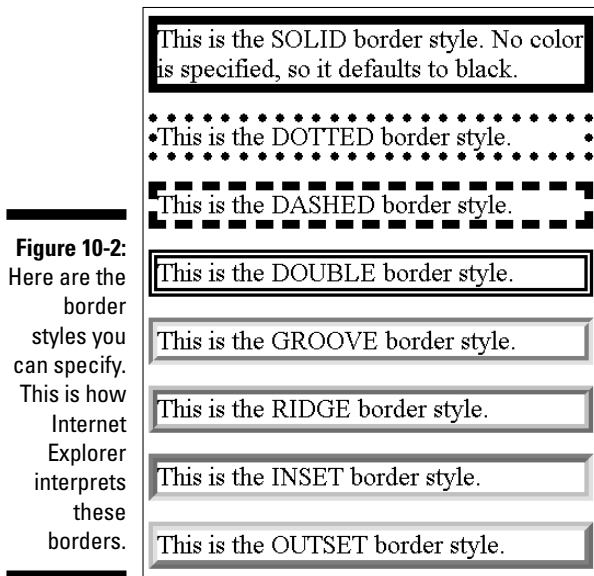 This is the SOLID border style. No color
is specified, so it defaults to black.
This is the DOTTED border style.
This is the DASHED border style.
This is the DOUBLE border style.
This is the GROOVE border style.
This is the RIDGE border style.
This is the INSET border style.
This is the OUTSET border style.
Figure 10-2:
Here are the
border
styles you
can specify.
This is how
Internet
Explorer
interprets
these
borders.